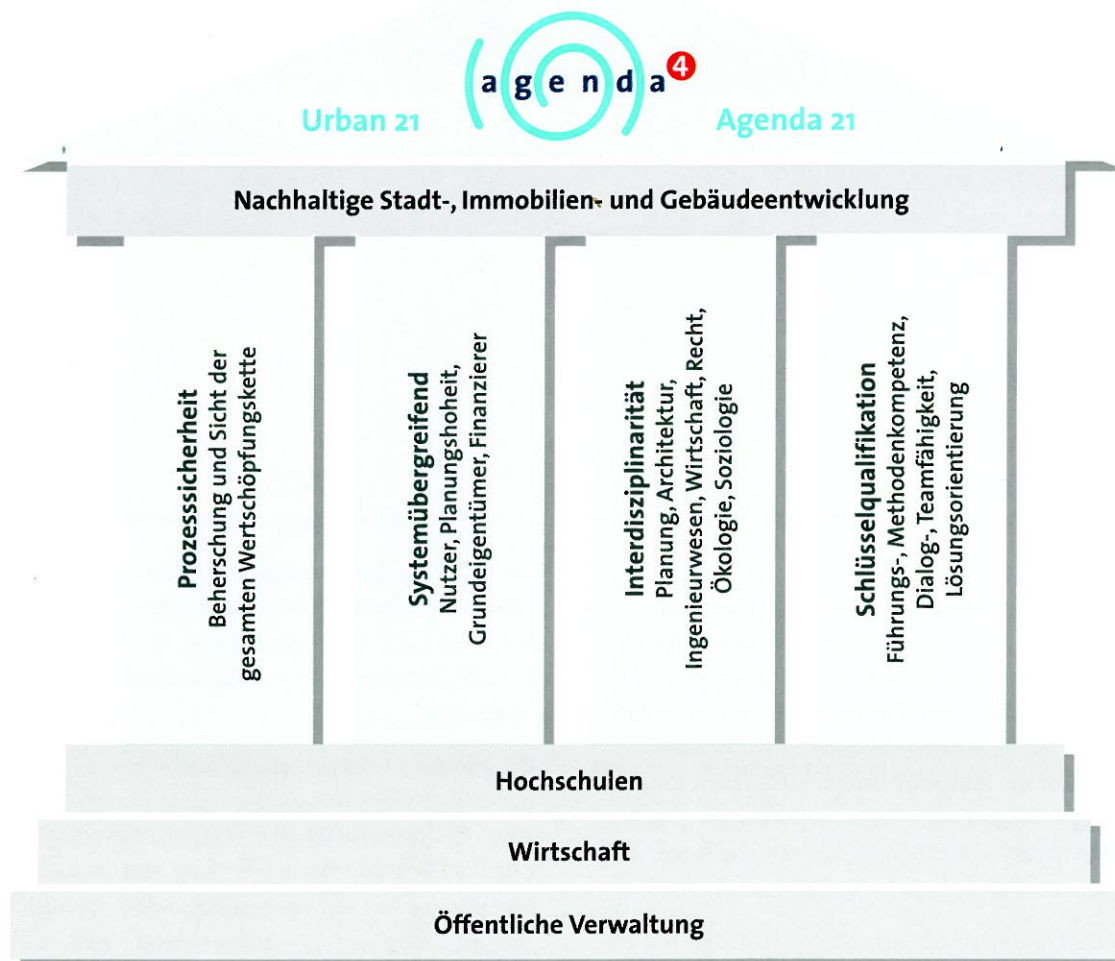 agenda 4
Urban 21
Agenda 21
Nachhaltige Stadt-, Immobilien- und Gebäudeentwicklung
Prozesssicherheit
Beherschung und Sicht der
gesamten Wertschöpfungskette
Systemübergreifend
Nutzer, Planungshoheit,
Grundeigentümer, Finanzierer
Interdisziplinarität
Planung, Architektur,
Ingenieurwesen, Wirtschaft, Recht,
Ökologie, Soziologie
Schlüsselqualifikation
Führungs-, Methodenkompetenz,
Dialog-, Teamfähigkeit,
Lösungsorientierung
Hochschulen
Wirtschaft
Öffentliche Verwaltung